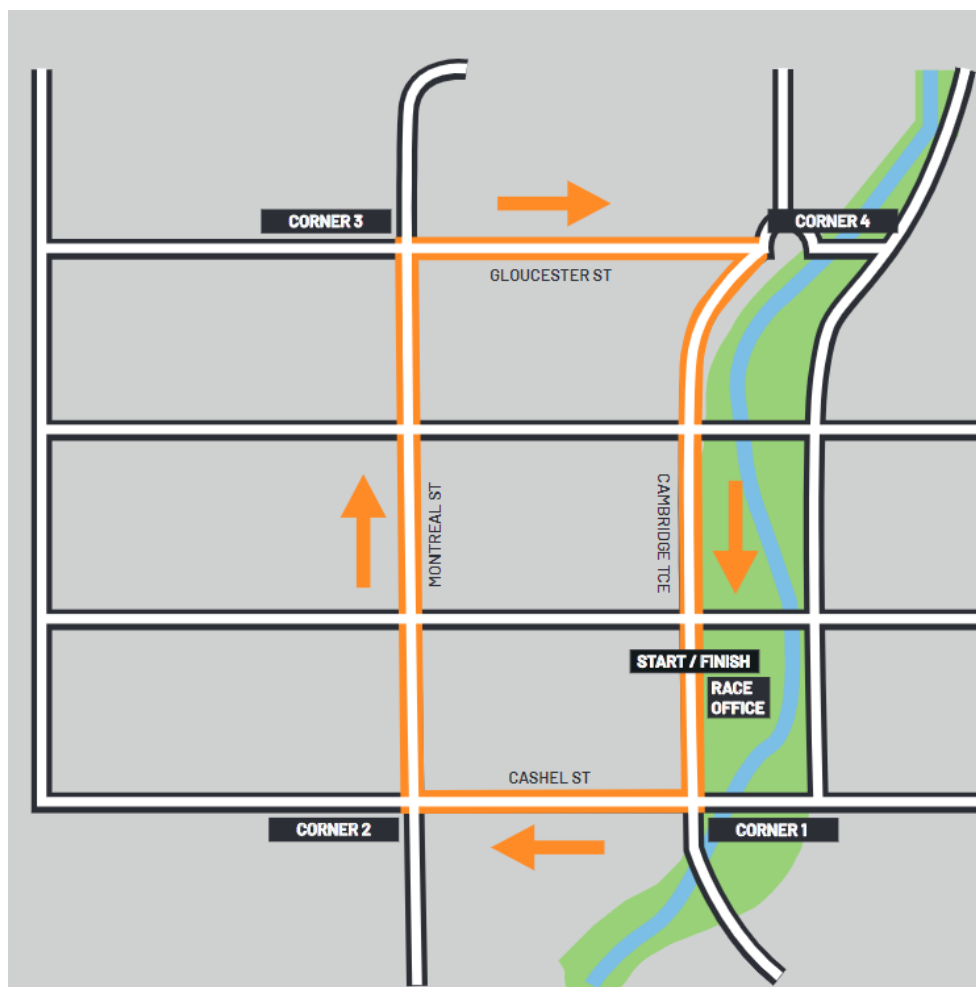 CORNER 3
CORNER 4
GLOUCESTER ST
MONTREAL ST
CAMBRIDGE TCE
START / FINISH
RACE
OFFICE
CASHEL ST
CORNER 2
CORNER 1